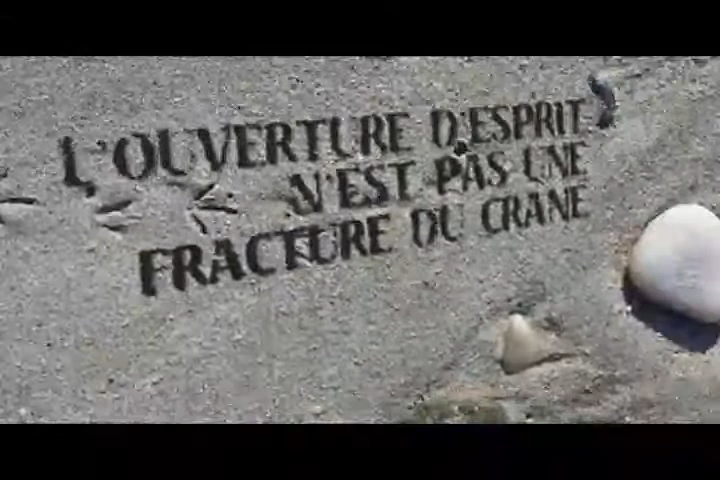 L'OUVERTURE D'ESPRIT
N'EST PAS UNE
FRACTURE DU CRANE